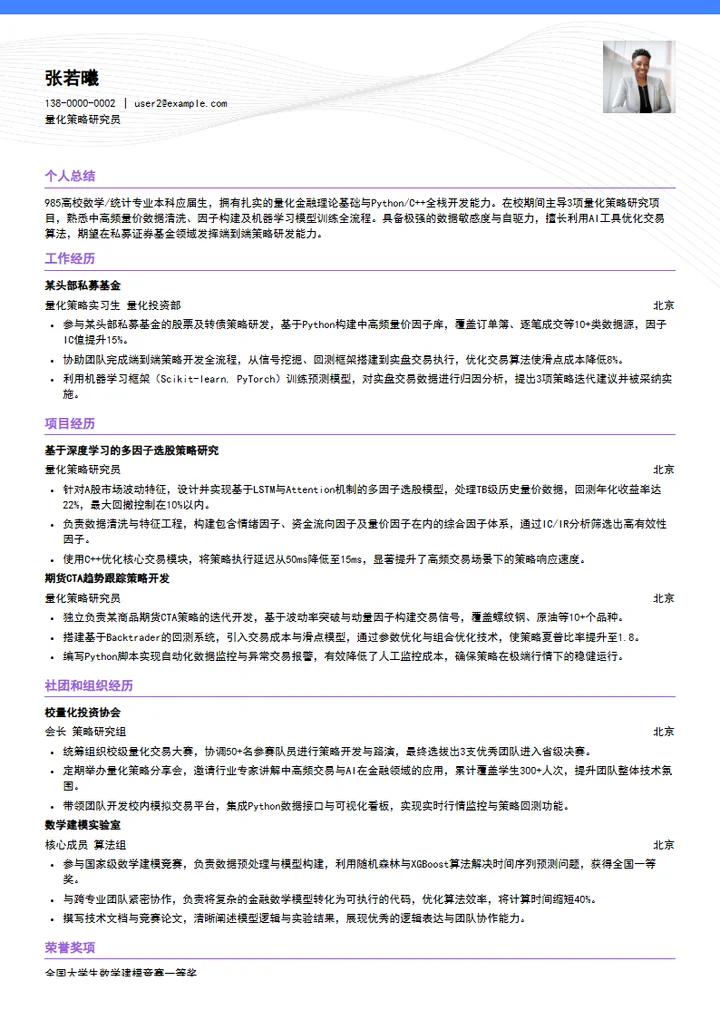 张若曦
138-0000-0002 | user2@example.com
量化策略研究员
个人总结
985高校数学/统计专业本科应届生，拥有扎实的量化金融理论基础与Python/C++全栈开发能力。在校期间主导3项量化策略研究项
目，熟悉中高频量价数据清洗、因子构建及机器学习模型训练全流程。具备极强的数据敏感度与自驱力，擅长利用AI工具优化交易
算法，期望在私募证券基金领域发挥端到端策略研发能力。
工作经历
某头部私募基金
量化策略实习生 量化投资部 北京
• 参与某头部私募基金的股票及转债策略研发，基于Python构建中高频量价因子库，覆盖订单簿、逐笔成交等10+类数据源，因子
IC值提升15%。
• 协助团队完成端到端策略开发全流程，从信号挖掘、回测框架搭建到实盘交易执行，优化交易算法使滑点成本降低8%。
• 利用机器学习框架（Scikit-learn, PyTorch）训练预测模型，对实盘交易数据进行归因分析，提出3项策略迭代建议并被采纳实
施。
项目经历
基于深度学习的多因子选股策略研究
量化策略研究员 北京
• 针对A股市场波动特征，设计并实现基于LSTM与Attention机制的多因子选股模型，处理TB级历史量价数据，回测年化收益率达
22%，最大回撤控制在10%以内。
• 负责数据清洗与特征工程，构建包含情绪因子、资金流向因子及量价因子在内的综合因子体系，通过IC/IR分析筛选出高有效性
因子。
• 使用C++优化核心交易模块，将策略执行延迟从50ms降低至15ms，显著提升了高频交易场景下的策略响应速度。
期货CTA趋势跟踪策略开发
量化策略研究员 北京
• 独立负责某商品期货CTA策略的迭代开发，基于波动率突破与动量因子构建交易信号，覆盖螺纹钢、原油等10+个品种。
• 搭建基于Backtrader的回测系统，引入交易成本与滑点模型，通过参数优化与组合优化技术，使策略夏普比率提升至1.8。
• 编写Python脚本实现自动化数据监控与异常交易报警，有效降低了人工监控成本，确保策略在极端行情下的稳健运行。
社团和组织经历
校量化投资协会
会长 策略研究组 北京
• 统筹组织校级量化交易大赛，协调50+名参赛队员进行策略开发与路演，最终选拔出3支优秀团队进入省级决赛。
• 定期举办量化策略分享会，邀请行业专家讲解中高频交易与AI在金融领域的应用，累计覆盖学生300+人次，提升团队整体技术氛
围。
• 带领团队开发校内模拟交易平台，集成Python数据接口与可视化看板，实现实时行情监控与策略回测功能。
数学建模实验室
核心成员 算法组 北京
• 参与国家级数学建模竞赛，负责数据预处理与模型构建，利用随机森林与XGBoost算法解决时间序列预测问题，获得全国一等
奖。
• 与跨专业团队紧密协作，负责将复杂的金融数学模型转化为可执行的代码，优化算法效率，将计算时间缩短40%。
• 撰写技术文档与竞赛论文，清晰阐述模型逻辑与实验结果，展现优秀的逻辑表达与团队协作能力。
荣誉奖项
全国大学生数学建模竞赛一等奖